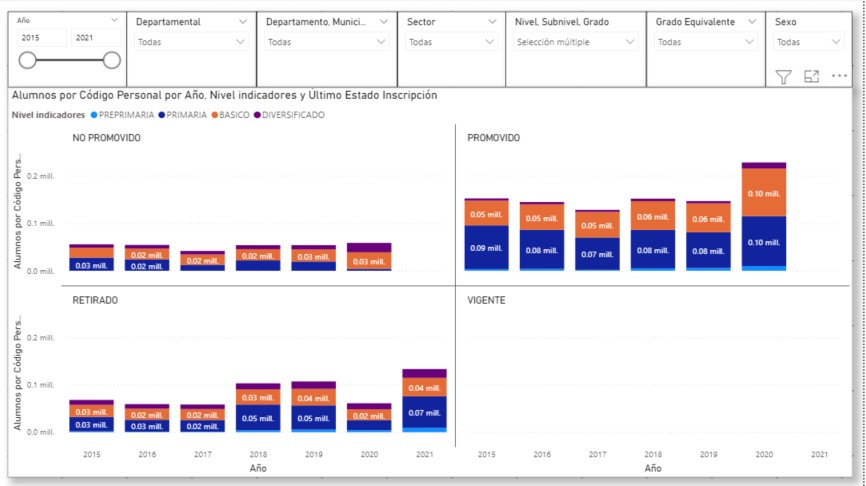 Año
2015 2021
Departamental
Todas
Departamento, Munici...
Todas
Sector
Todas
Nivel, Subnivel, Grado
Selección múltiple
Grado Equivalente
Todas
Sexo
Todas
Alumnos por Código Personal por Año, Nivel indicadores y Último Estado Inscripción
Nivel indicadores PREPRIMARIA PRIMARIA BASICO DIVERSIFICADO
NO PROMOVIDO
Alumnos por Código Pers...
0.2 mill.
0.1 mill.
0.0 mill.
0.02 mill. 0.02 mill. 0.02 mill. 0.03 mill. 0.03 mill.
0.03 mill. 0.02 mill.
PROMOVIDO
0.05 mill. 0.05 mill. 0.05 mill. 0.06 mill. 0.06 mill. 0.10 mill.
0.09 mill. 0.08 mill. 0.07 mill. 0.08 mill. 0.08 mill. 0.10 mill.
RETIRADO
Alumnos por Código Pers...
0.2 mill.
0.1 mill.
0.0 mill.
0.03 mill. 0.02 mill. 0.02 mill. 0.03 mill. 0.04 mill. 0.02 mill. 0.04 mill.
0.03 mill. 0.03 mill. 0.02 mill. 0.05 mill. 0.05 mill. 0.07 mill.
2015 2016 2017 2018 2019 2020 2021
Año
VIGENTE
2015 2016 2017 2018 2019 2020 2021
Año